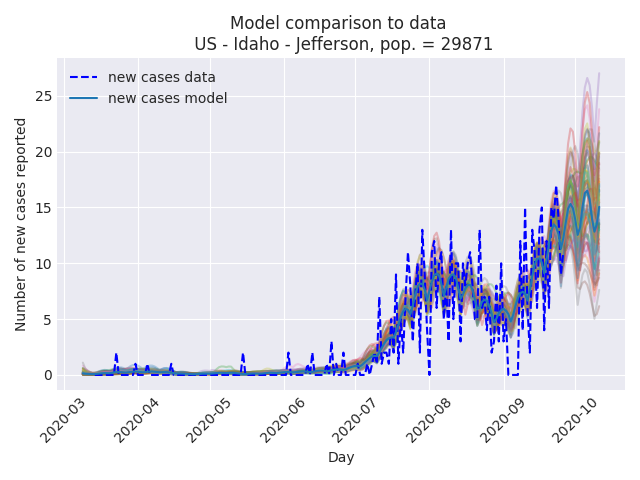 Model comparison to data
US - Idaho - Jefferson, pop. = 29871
new cases data
new cases model
Number of new cases reported
25
20
15
10
5
0
2020-03
2020-04
2020-05
2020-06
2020-07
2020-08
2020-09
2020-10
Day